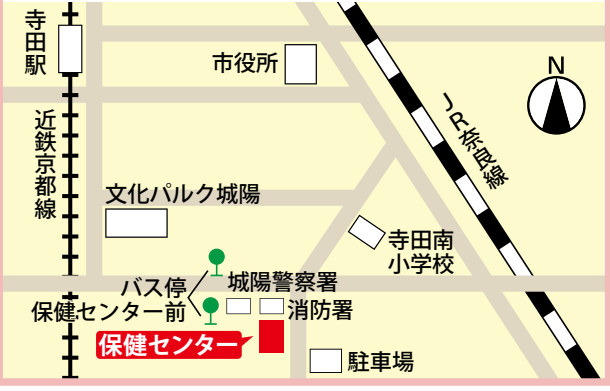 寺田駅
市役所
N
近鉄京都線
JR奈良線
文化パルク城陽
寺田南
小学校
バス停
保健センター前
城陽警察署
消防署
保健センター
駐車場